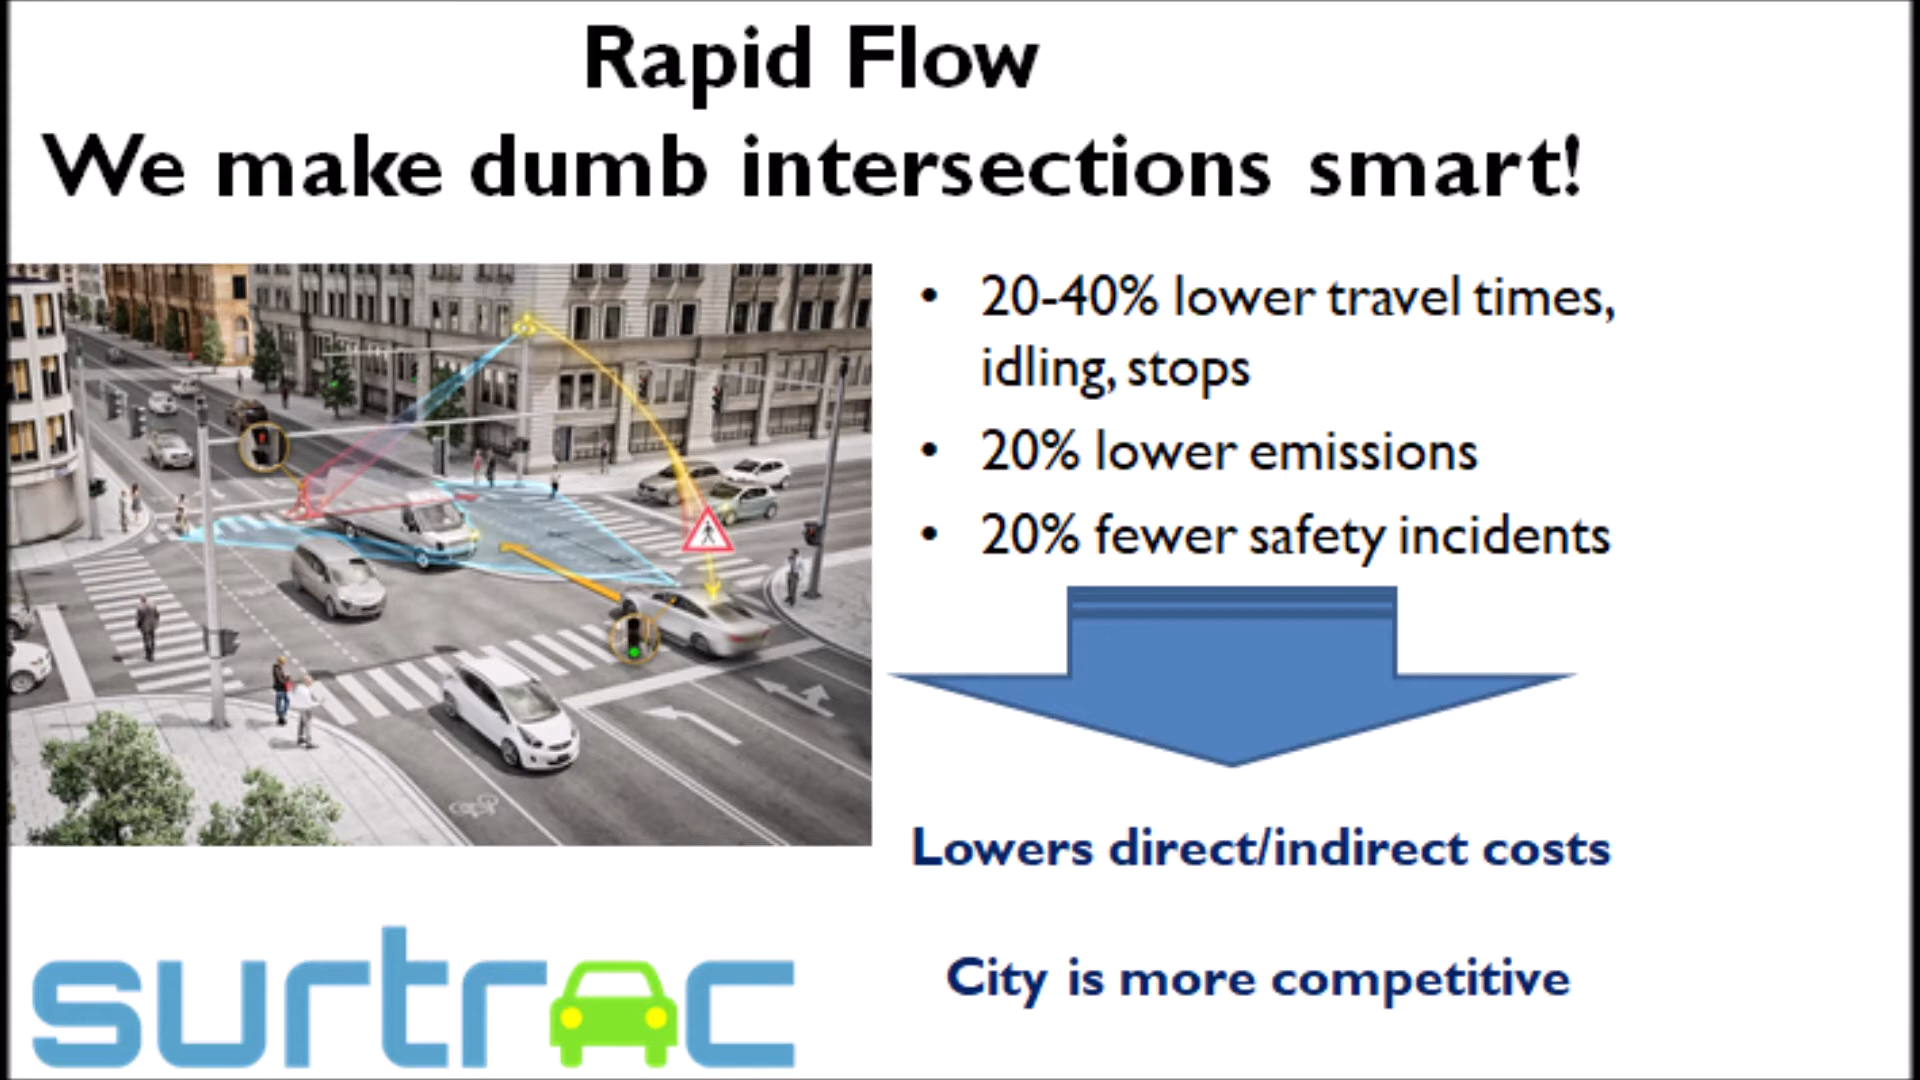 Rapid Flow
We make dumb intersections smart!
• 20-40% lower travel times,
idling, stops
• 20% lower emissions
• 20% fewer safety incidents
Lowers direct/indirect costs
City is more competitive
surtrac